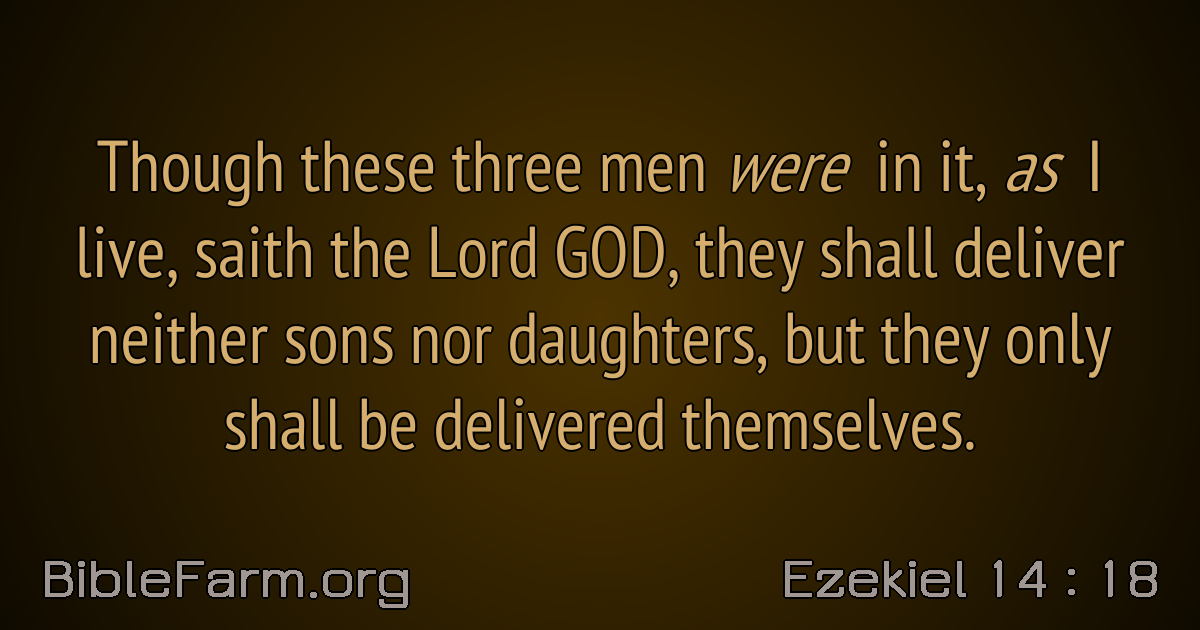 Though these three men were in it, as I
live, saith the Lord GOD, they shall deliver
neither sons nor daughters, but they only
shall be delivered themselves.
BibleFarm.org
Ezekiel 14 : 18